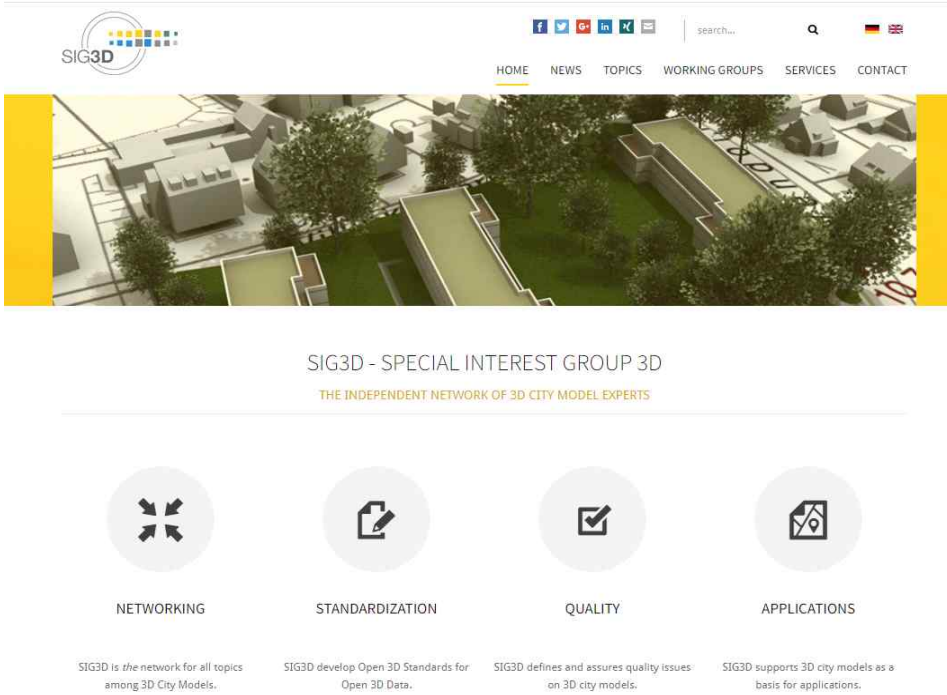 SIG3D
search...
HOME NEWS TOPICS WORKING GROUPS SERVICES CONTACT
107
SIG3D - SPECIAL INTEREST GROUP 3D
THE INDEPENDENT NETWORK OF 3D CITY MODEL EXPERTS
NETWORKING
STANDARDIZATION
QUALITY
APPLICATIONS
SIG3D is the network for all topics
among 3D City Models.
SIG3D develop Open 3D Standards for
Open 3D Data.
SIG3D defines and assures quality issues
on 3D city models.
SIG3D supports 3D city models as a
basis for applications.